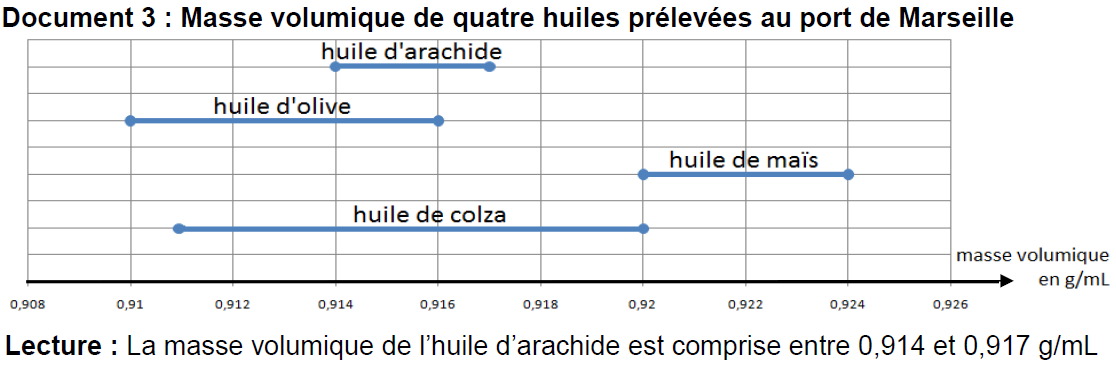 Document 3 : Masse volumique de quatre huiles prélevées au port de Marseille
huile d'arachide
huile d'olive
huile de maïs
huile de colza
masse volumique
en g/mL
0,908 0,91 0,912 0,914 0,916 0,918 0,92 0,922 0,924 0,926
Lecture : La masse volumique de l’huile d’arachide est comprise entre 0,914 et 0,917 g/mL